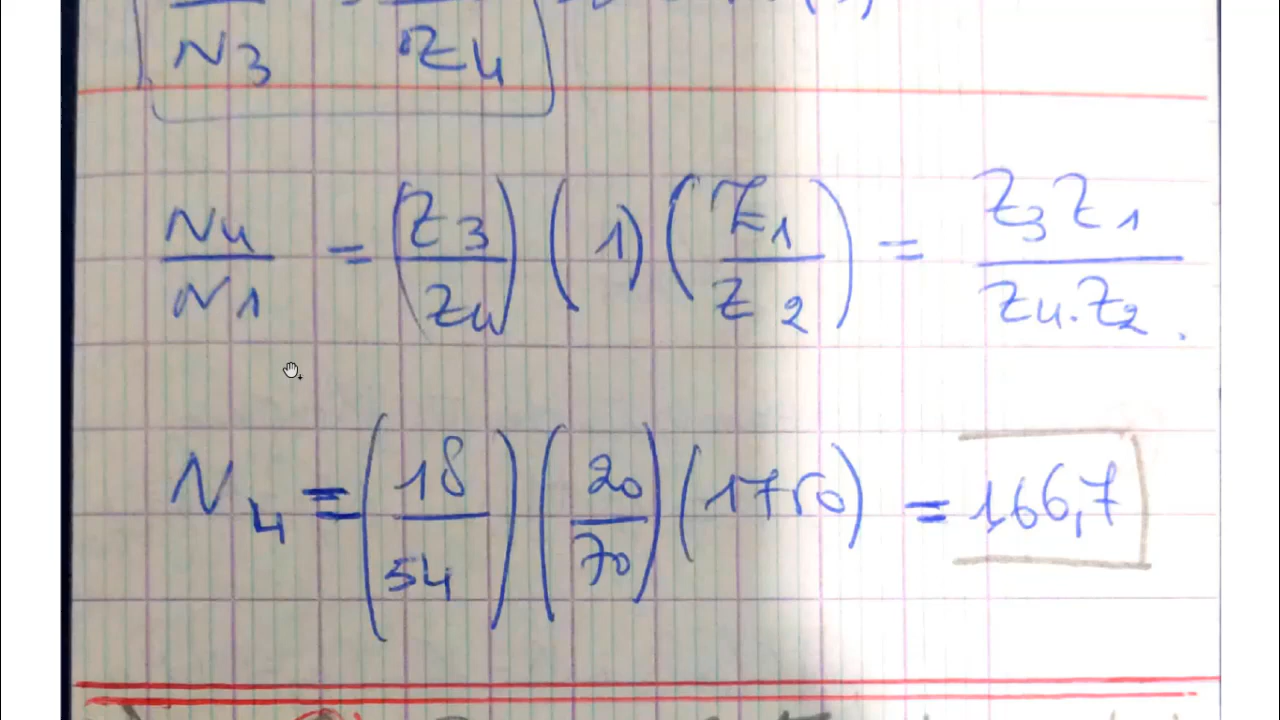 N3 Z4
N4/N1 = (Z3/Z4) (1) (Z1/Z2) = Z3 Z1/Z4.Z2.
N4 = (18/54) (20/70) (1750) = 166,7